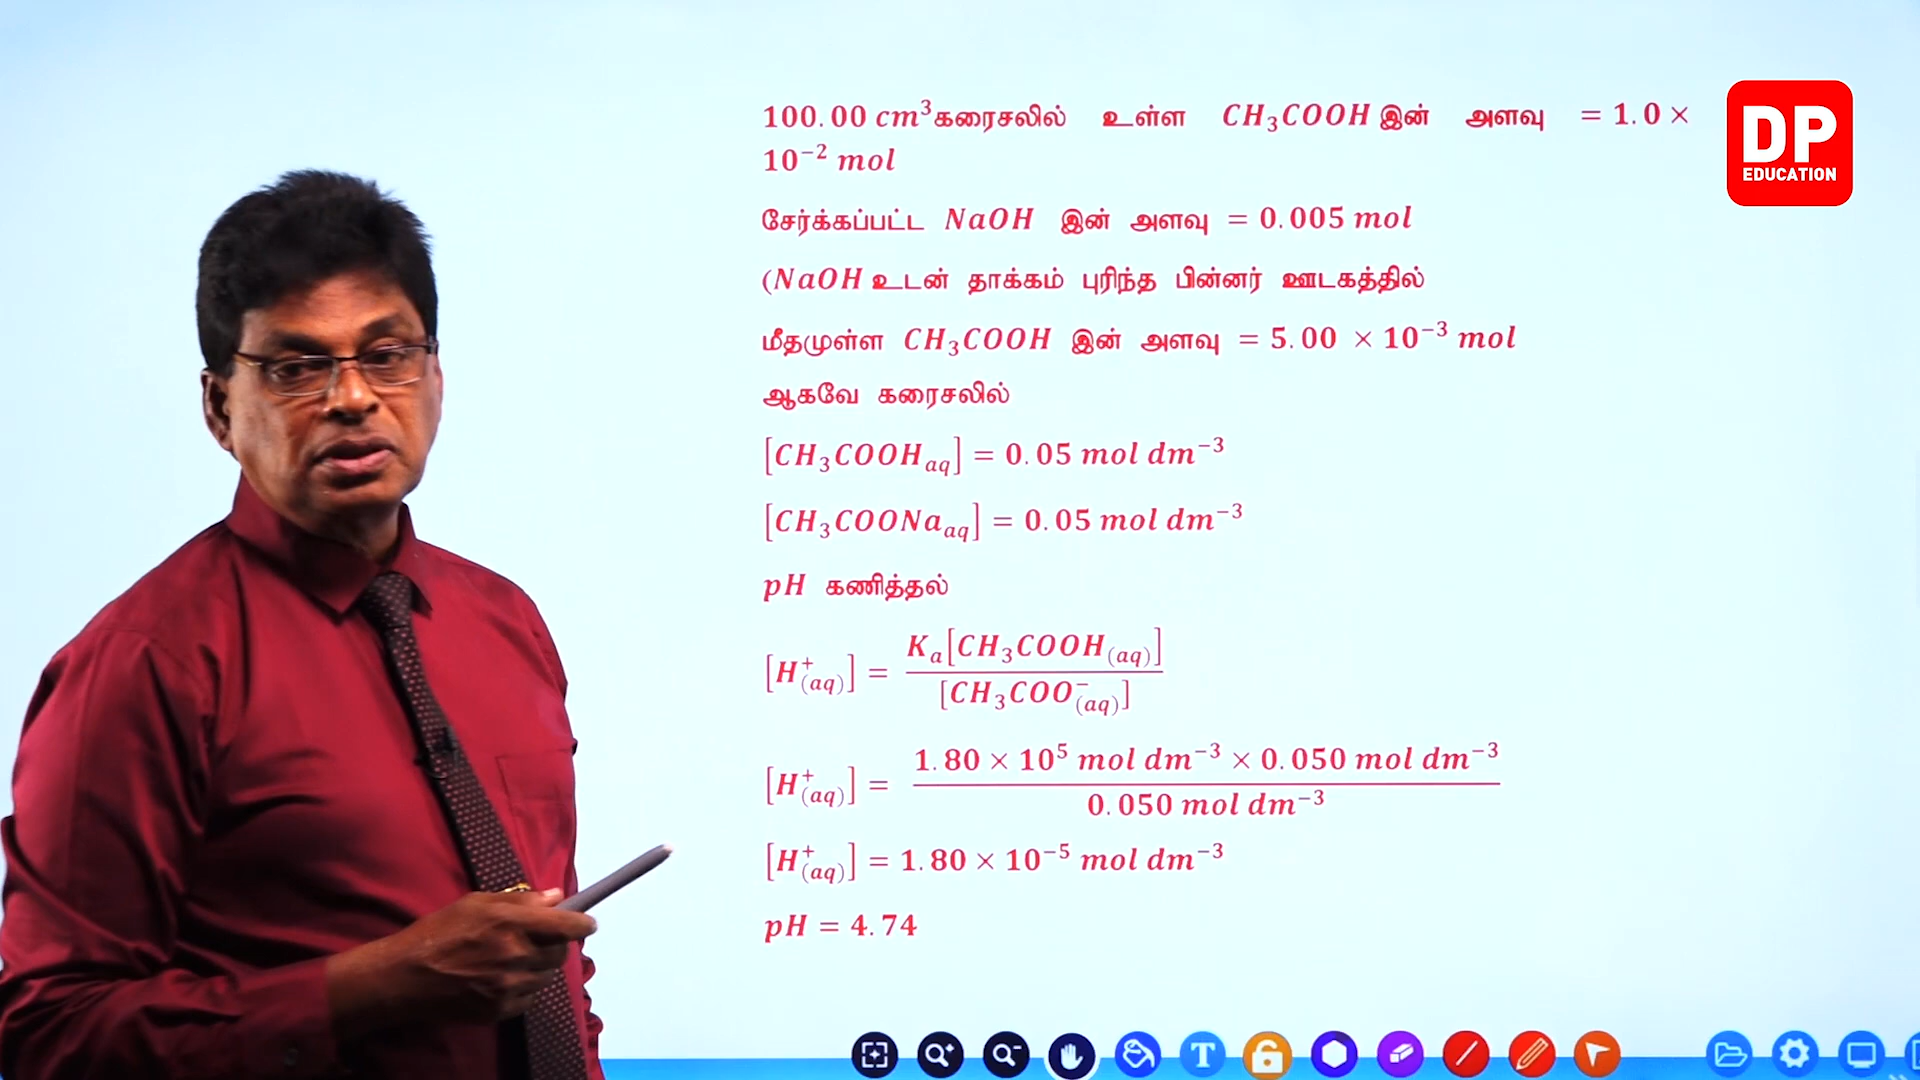 100.00 cm³கரைசலில் உள்ள CH₃COOH இன் அளவு = 1.0 ×
10⁻² mol
DP
EDUCATION
சேர்க்கப்பட்ட NaOH இன் அளவு = 0.005 mol
(NaOH உடன் தாக்கம் புரிந்த பின்னர் ஊடகத்தில்
மீதமுள்ள CH₃COOH இன் அளவு = 5.00 × 10⁻³ mol
ஆகவே கரைசலில்
[CH₃COOH_aq] = 0.05 mol dm⁻³
[CH₃COONa_aq] = 0.05 mol dm⁻³
pH கணித்தல்
[H⁺_(aq)] = K_a[CH₃COOH_(aq)] / [CH₃COO⁻_(aq)]
[H⁺_(aq)] = 1.80 × 10⁵ mol dm⁻³ × 0.050 mol dm⁻³ / 0.050 mol dm⁻³
[H⁺_(aq)] = 1.80 × 10⁻⁵ mol dm⁻³
pH = 4.74
T